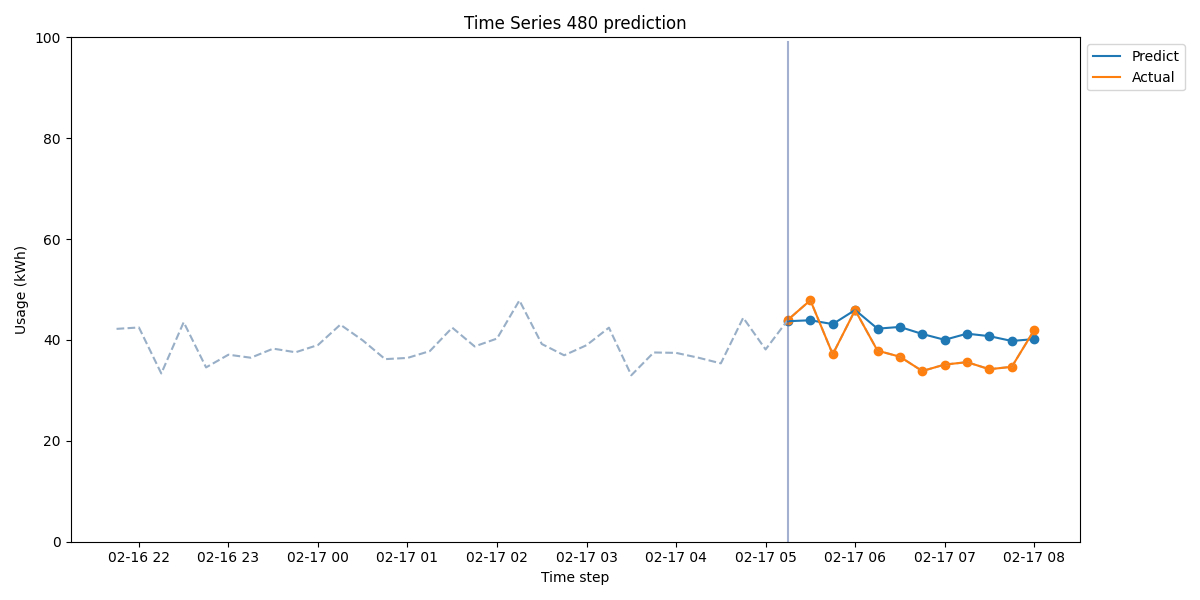 Time Series 480 prediction
100
80
60
40
20
0
Usage (kWh)
02-16 22 02-16 23 02-17 00 02-17 01 02-17 02 02-17 03 02-17 04 02-17 05 02-17 06 02-17 07 02-17 08
Time step
Predict
Actual